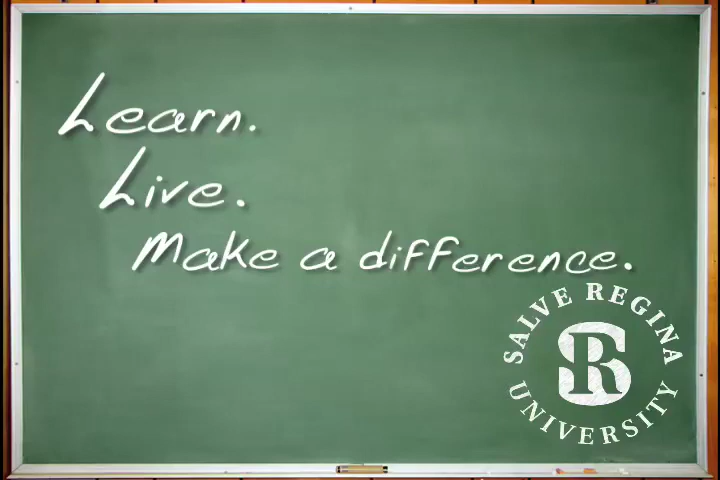 Learn.
Live.
Make a difference.
SALVE REGINA
SR
UNIVERSITY